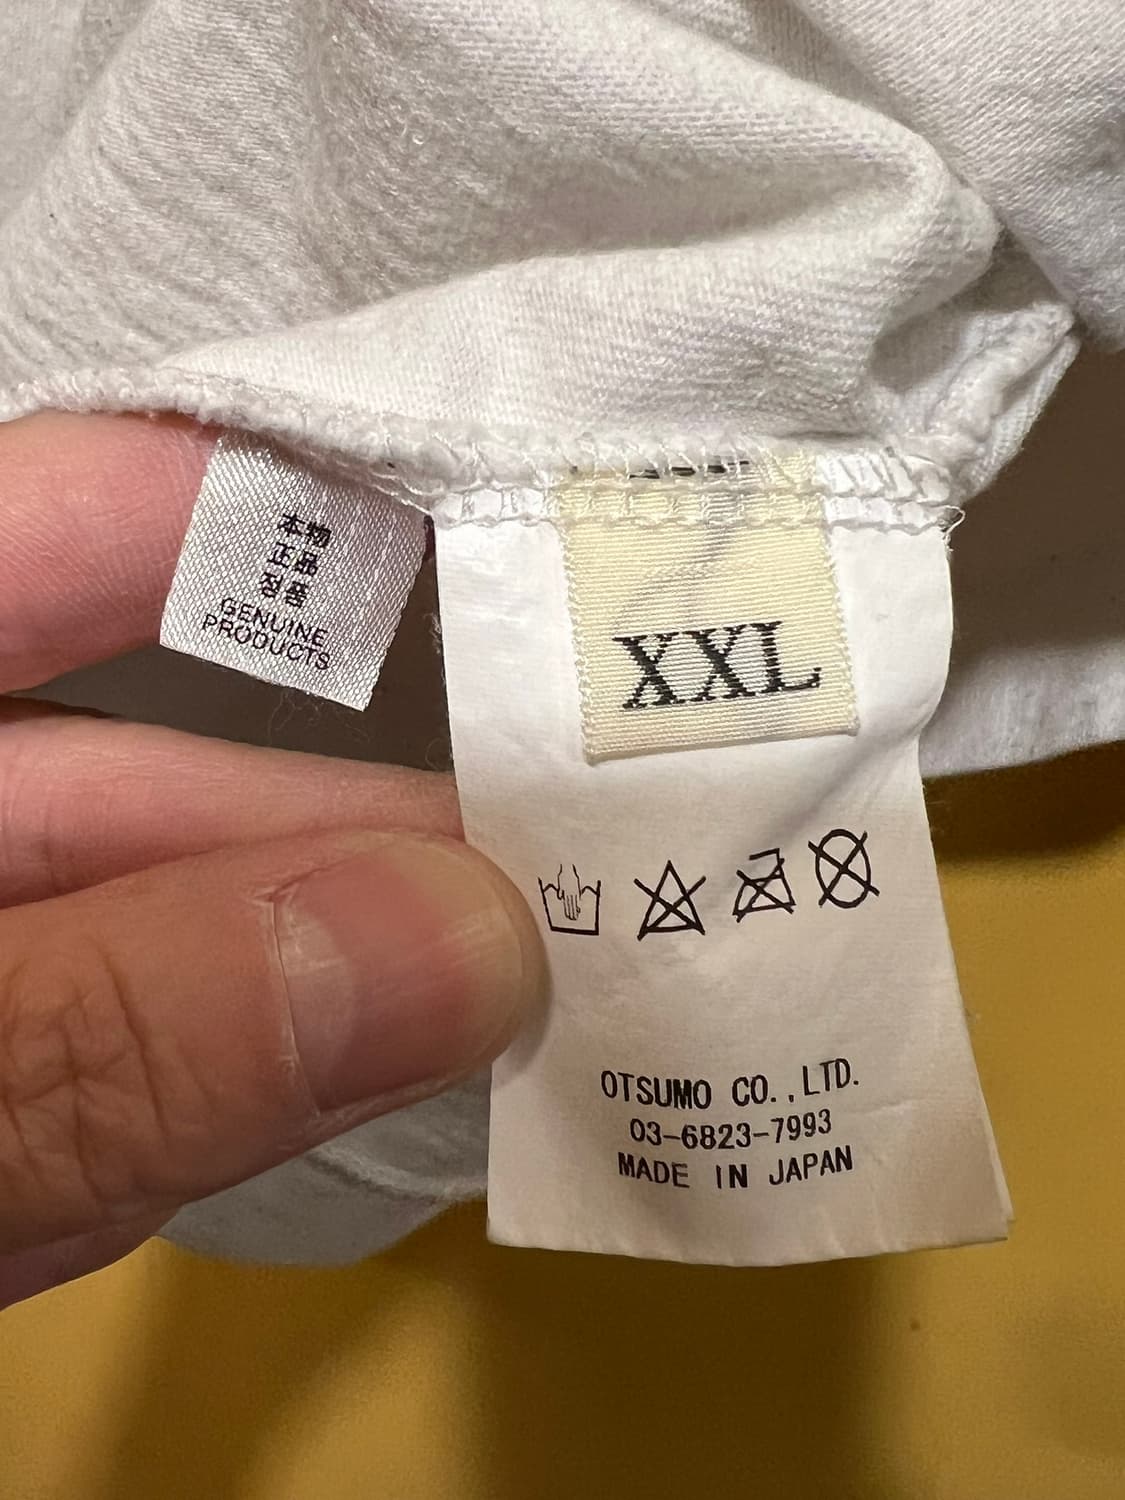 本物
正品
정품
GENUINE
PRODUCTS
XXL
OTSUMO CO.,LTD.
03-6823-7993
MADE IN JAPAN